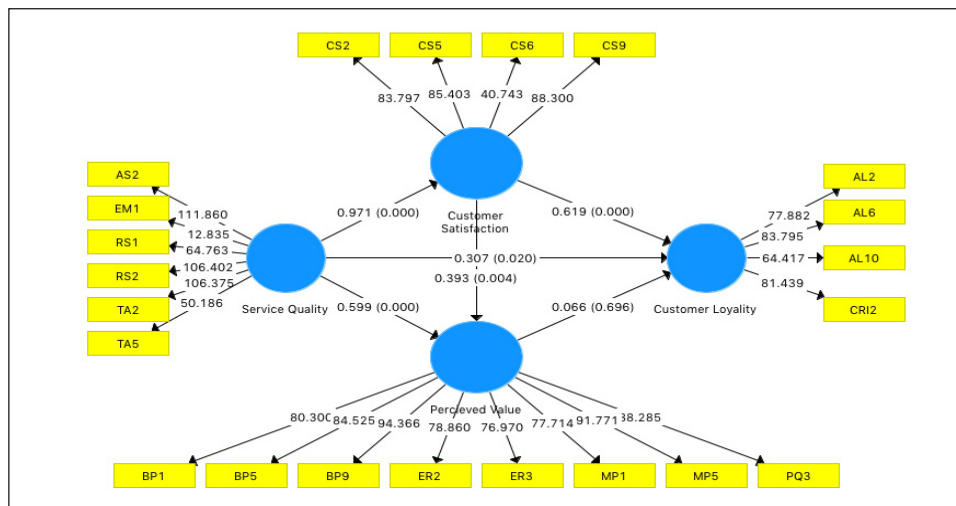 CS2 CS5 CS6 CS9
83.797 85.403 40.743 88.300
AS2
EM1
RS1
RS2
TA2
TA5
111.860
12.835
64.763
106.402
106.375
50.186
0.971 (0.000)
Customer
Satisfaction
0.619 (0.000)
0.307 (0.020)
0.393 (0.004)
Service Quality
0.599 (0.000)
0.066 (0.696)
Customer Loyality
77.882
83.795
64.417
81.439
AL2
AL6
AL10
CRI2
Percieved Value
80.300 84.525 94.366 78.860 76.970 77.714 91.771
BP1 BP5 BP9 ER2 ER3 MP1 MP5 PQ3